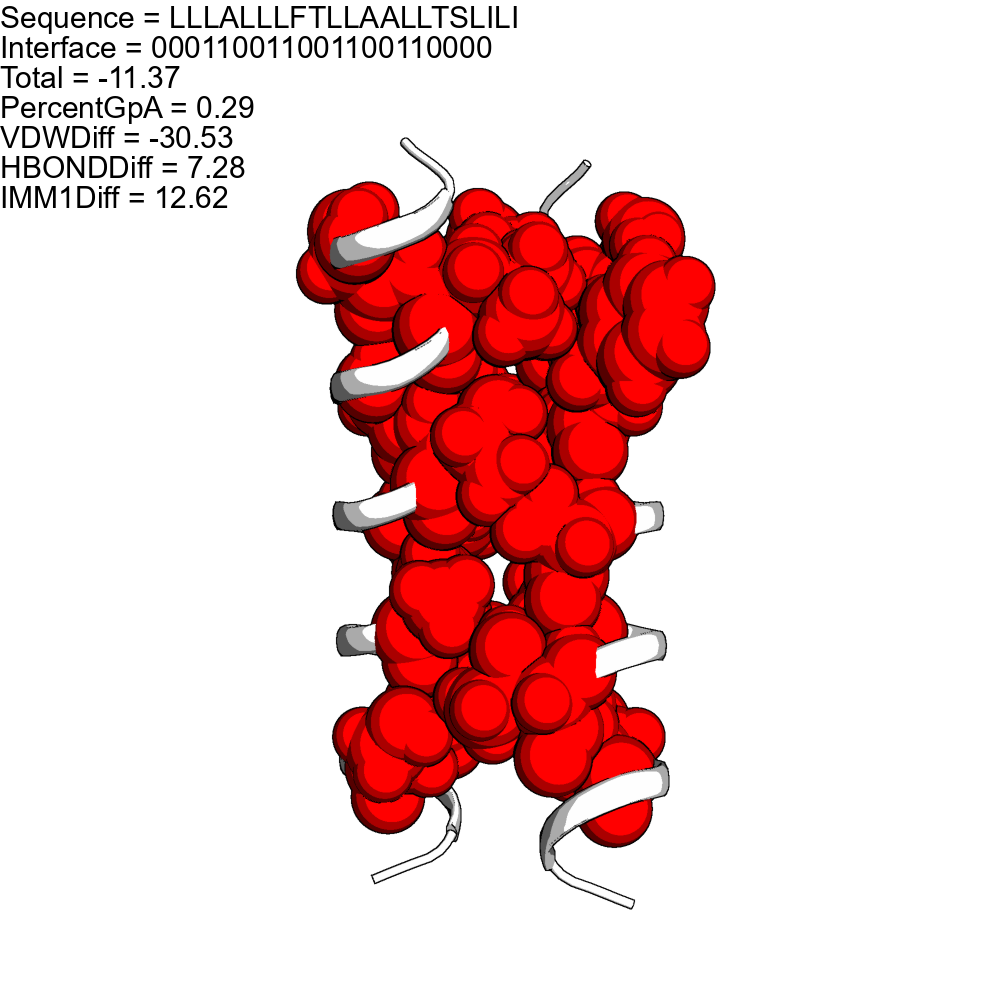 Sequence = LLLALLLFTLLAALLTSLILI
Interface = 000110011001100110000
Total = -11.37
PercentGpA = 0.29
VDWDiff = -30.53
HBONDDiff = 7.28
IMM1Diff = 12.62